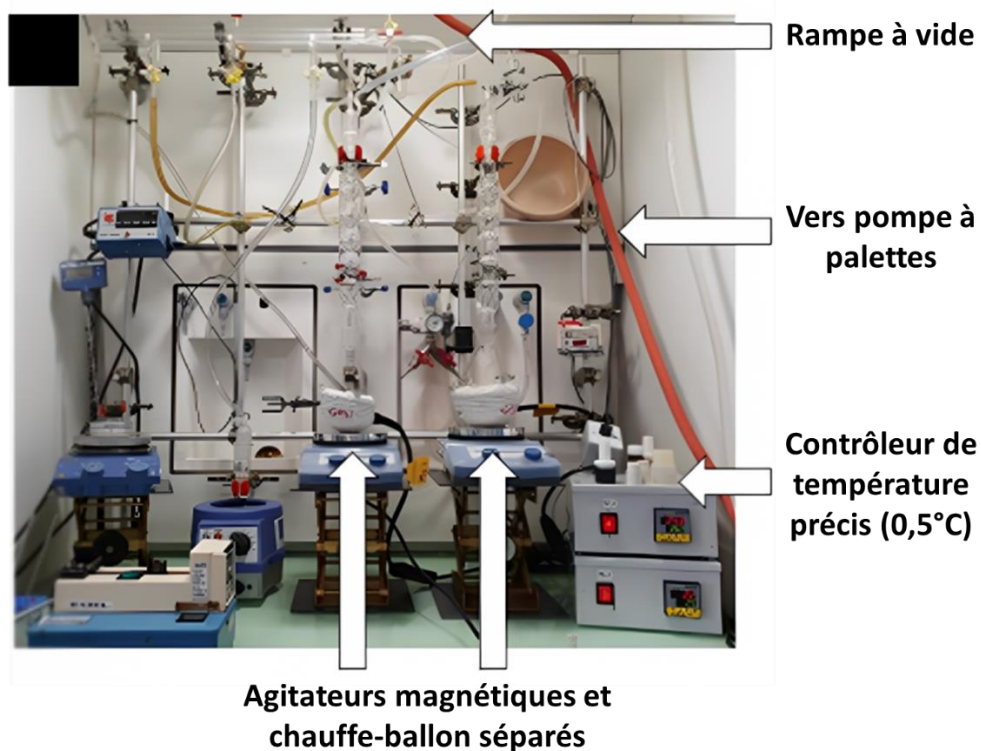 Rampe à vide
Vers pompe à
palettes
Contrôleur de
température
précis (0,5°C)
Agitateurs magnétiques et
chauffe-ballon séparés